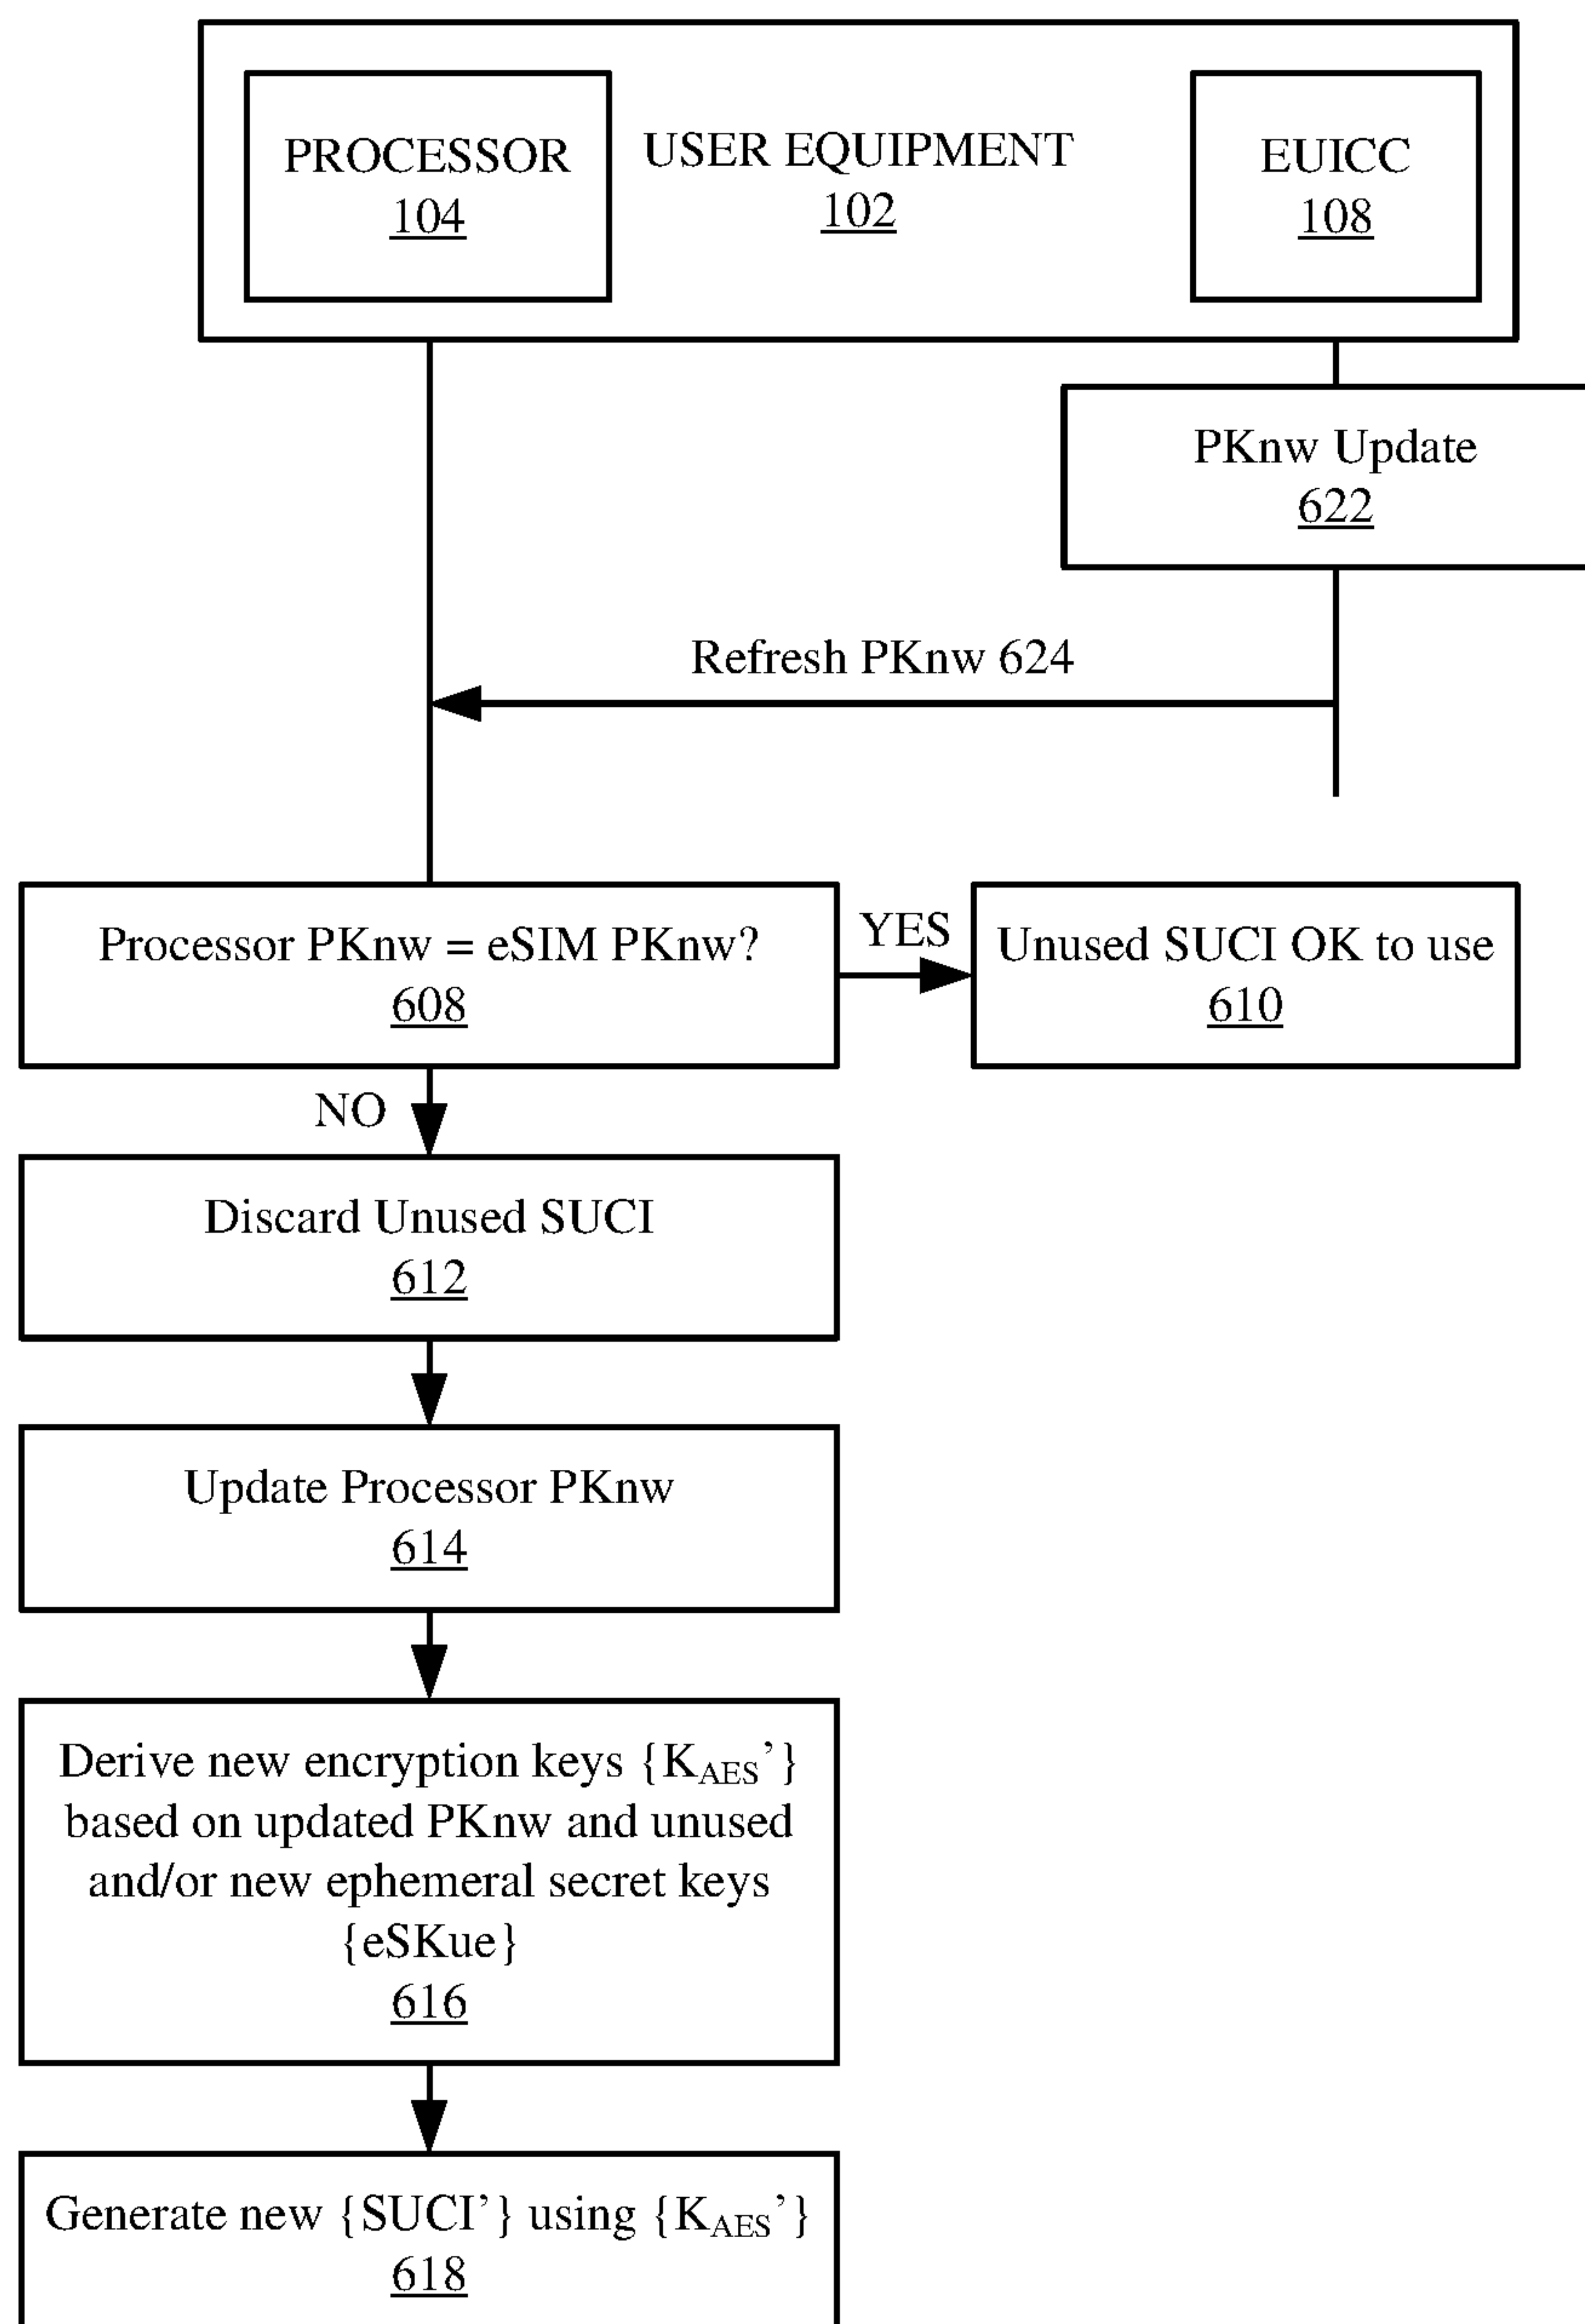 PROCESSOR
104
USER EQUIPMENT
102
EUICC
108
PKnw Update
622
Refresh PKnw 624
Processor PKnw = eSIM PKnw?
608
YES
Unused SUCI OK to use
610
NO
Discard Unused SUCI
612
Update Processor PKnw
614
Derive new encryption keys {K_AES’}
based on updated PKnw and unused
and/or new ephemeral secret keys
{eSKue}
616
Generate new {SUCI’} using {K_AES’}
618